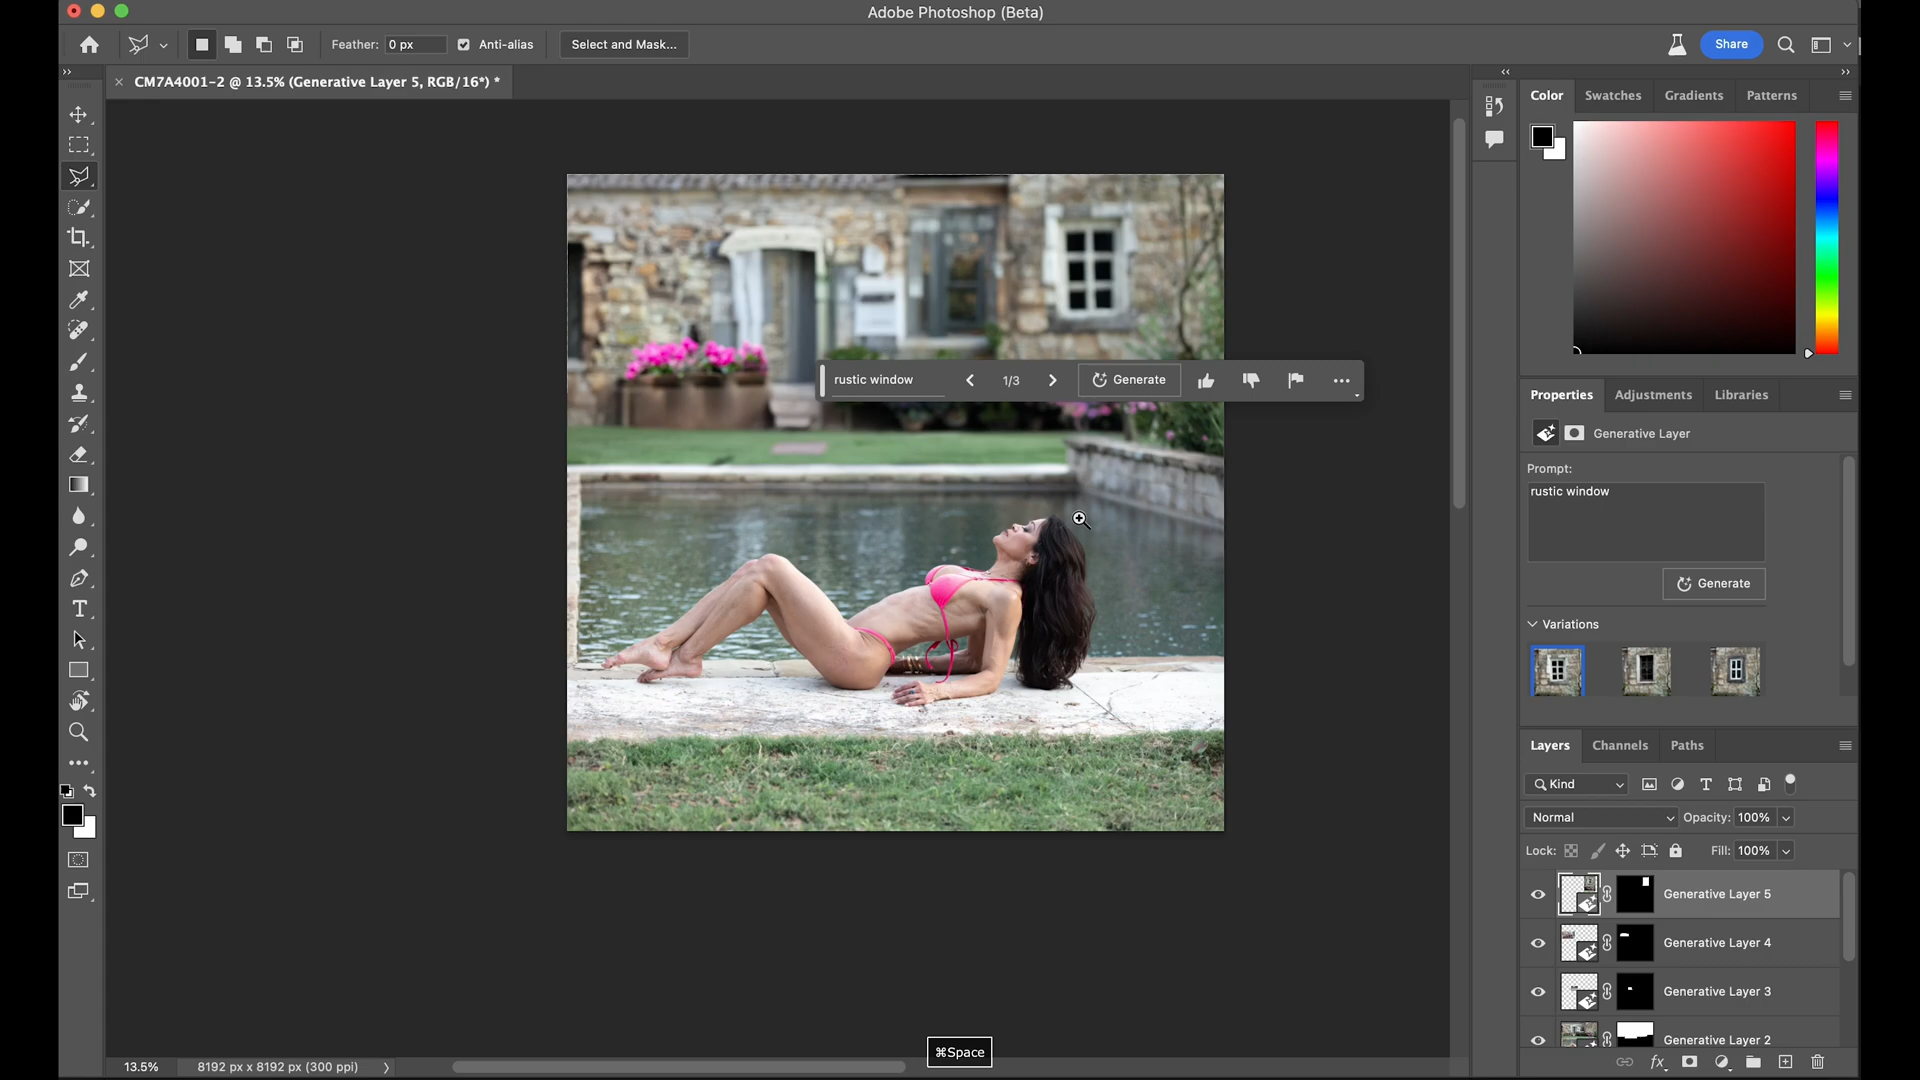 Adobe Photoshop (Beta)
Feather: 0 px Anti-alias Select and Mask... Share
× CM7A4001-2 @ 13.5% (Generative Layer 5, RGB/16*) *
Color Swatches Gradients Patterns
rustic window 1/3 Generate
Properties Adjustments Libraries
Generative Layer
Prompt:
rustic window
Generate
Variations
Layers Channels Paths
Kind
Normal Opacity: 100%
Lock: Fill: 100%
Generative Layer 5
Generative Layer 4
Generative Layer 3
Generative Layer 2
⌘Space
13.5% 8192 px x 8192 px (300 ppi)